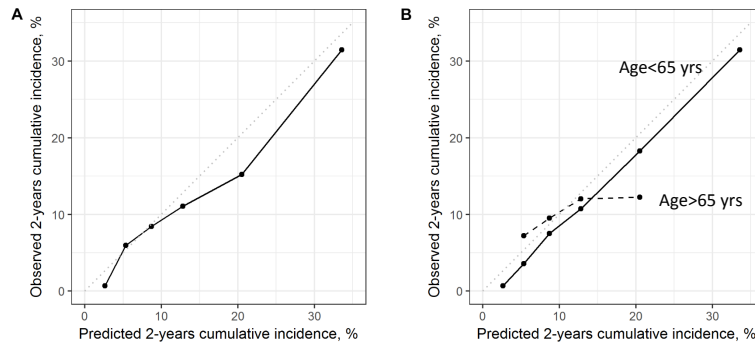 A
Observed 2-years cumulative incidence, %
30
20
10
0
0
10
20
30
Predicted 2-years cumulative incidence, %
B
Observed 2-years cumulative incidence, %
30
20
10
0
Age<65 yrs
Age>65 yrs
0
10
20
30
Predicted 2-years cumulative incidence, %